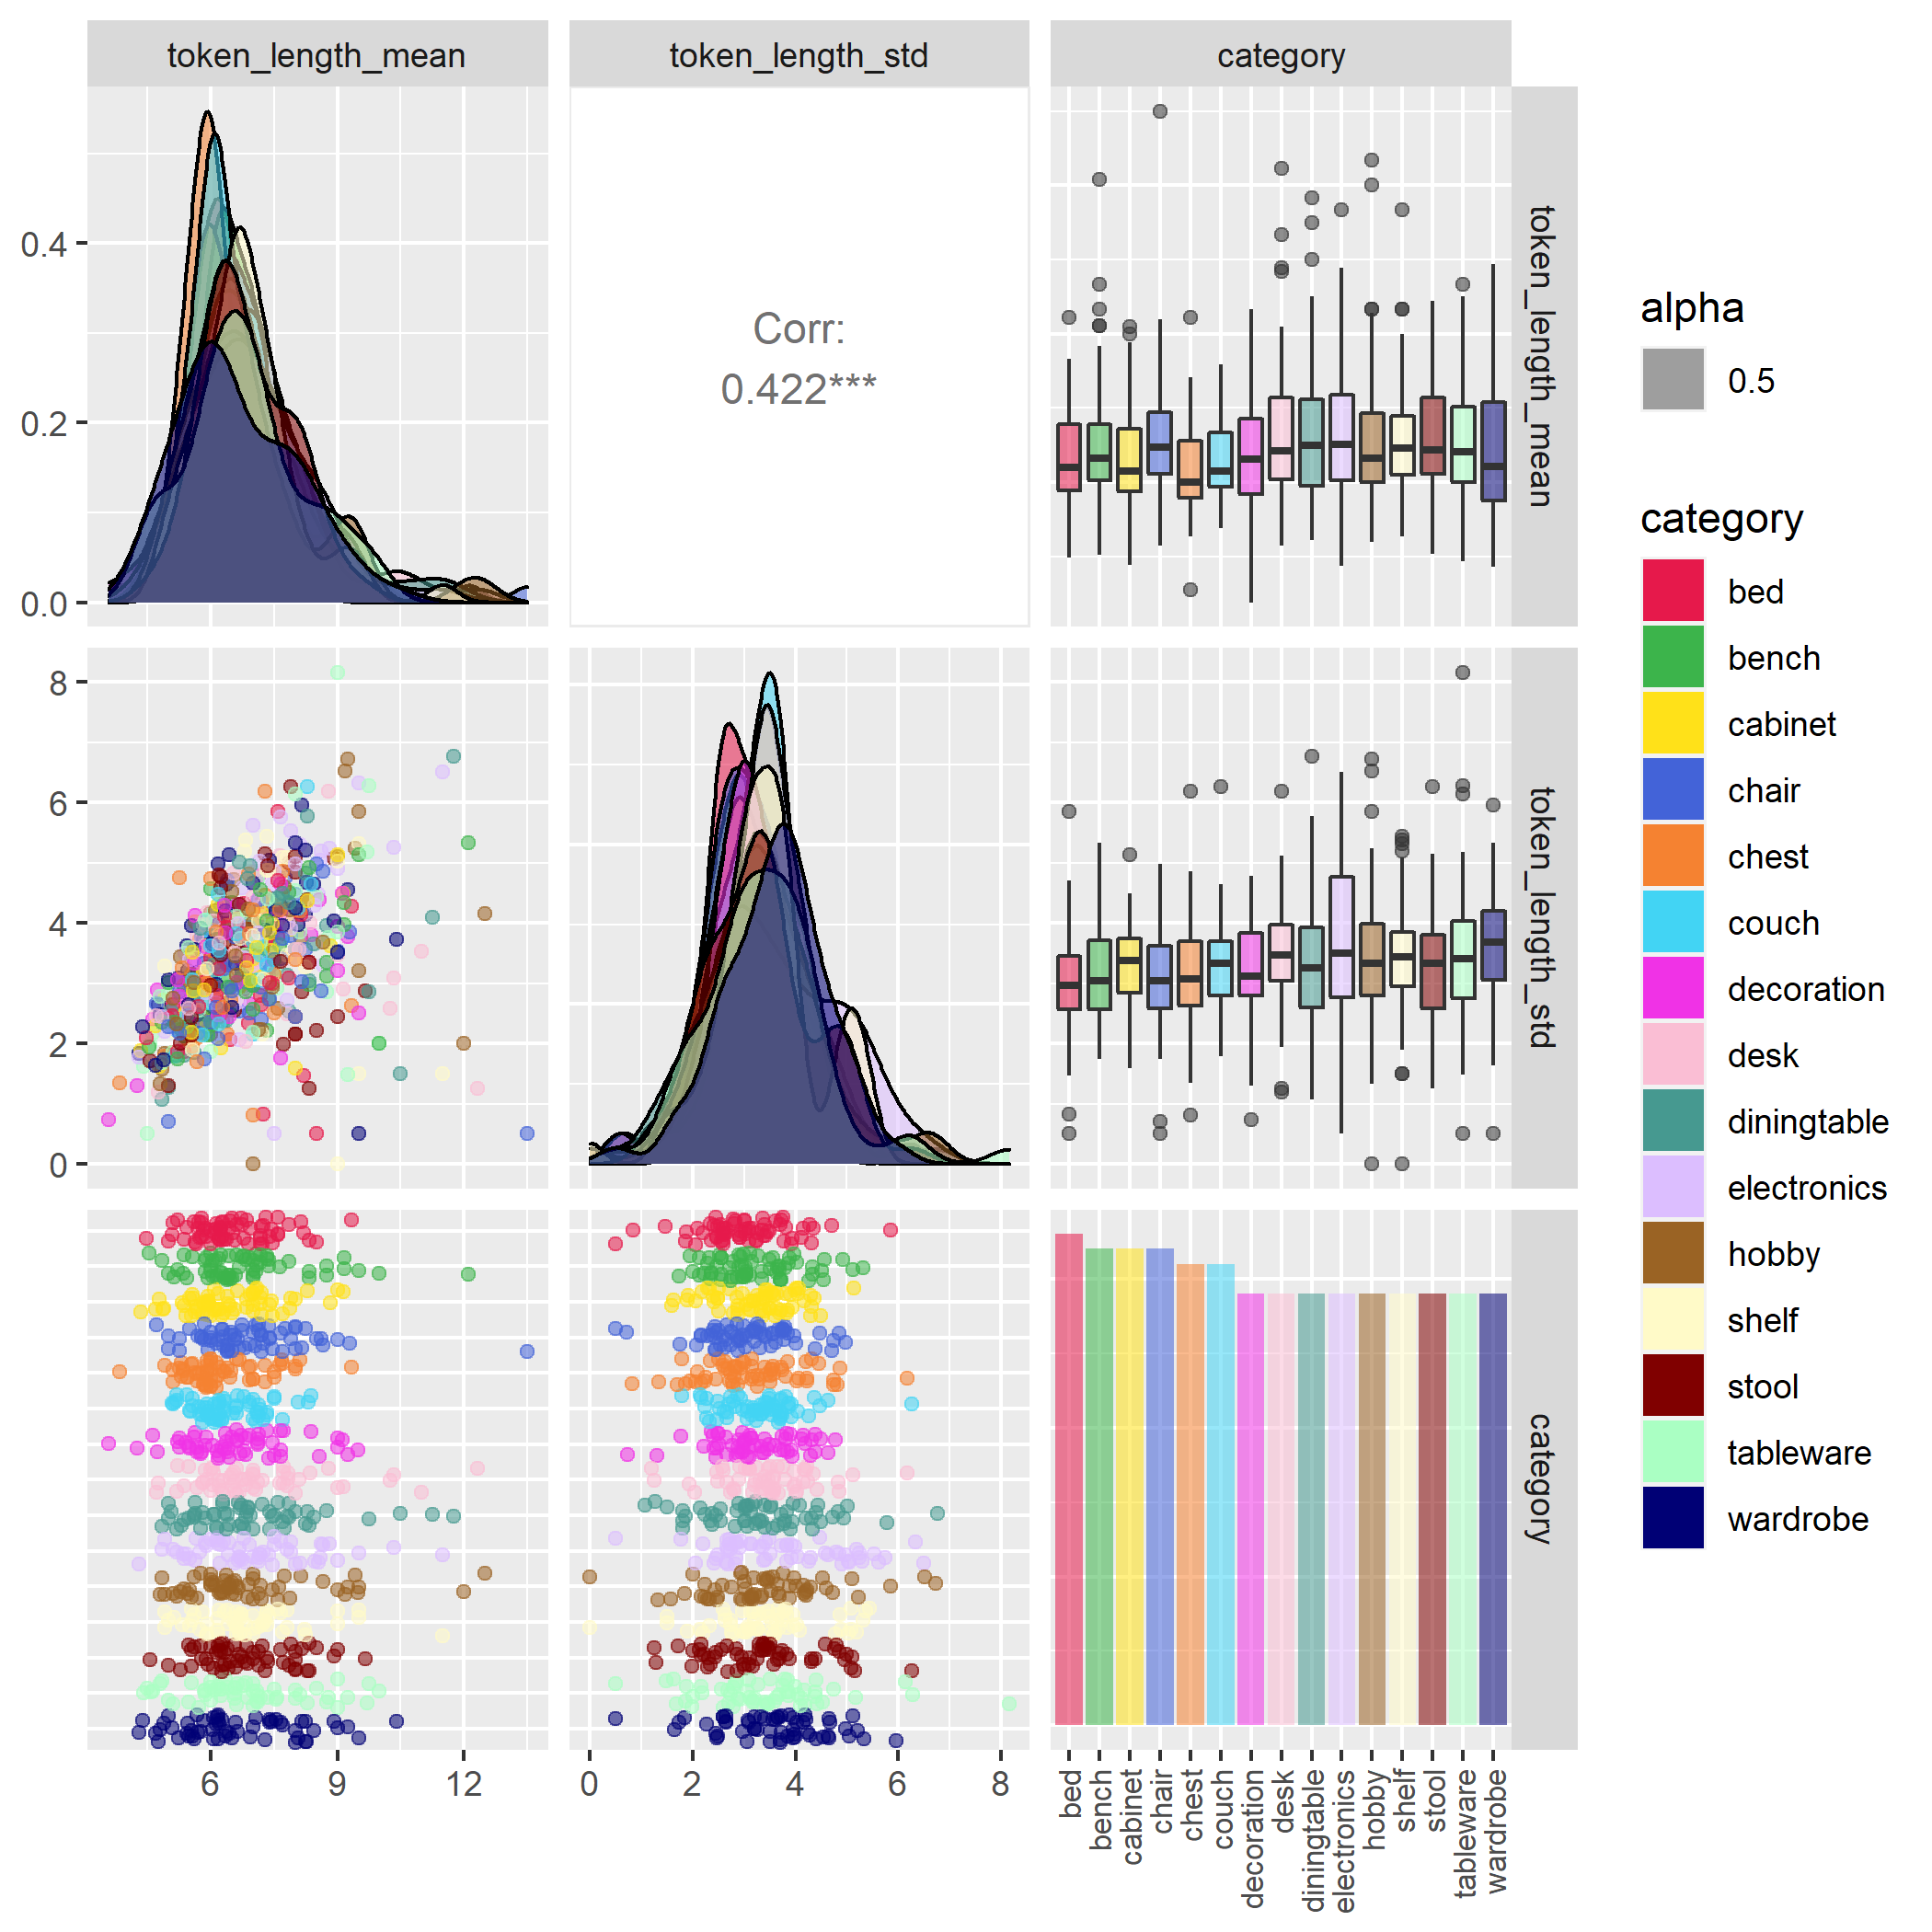 token_length_mean
token_length_std
category
0.4
0.2
0.0
Corr:
0.422***
token_length_mean
8
6
4
2
0
token_length_std
category
6
9
12
0
2
4
6
8
bed
bench
cabinet
chair
chest
couch
decoration
desk
diningtable
electronics
hobby
shelf
stool
tableware
wardrobe
alpha
0.5
category
bed
bench
cabinet
chair
chest
couch
decoration
desk
diningtable
electronics
hobby
shelf
stool
tableware
wardrobe